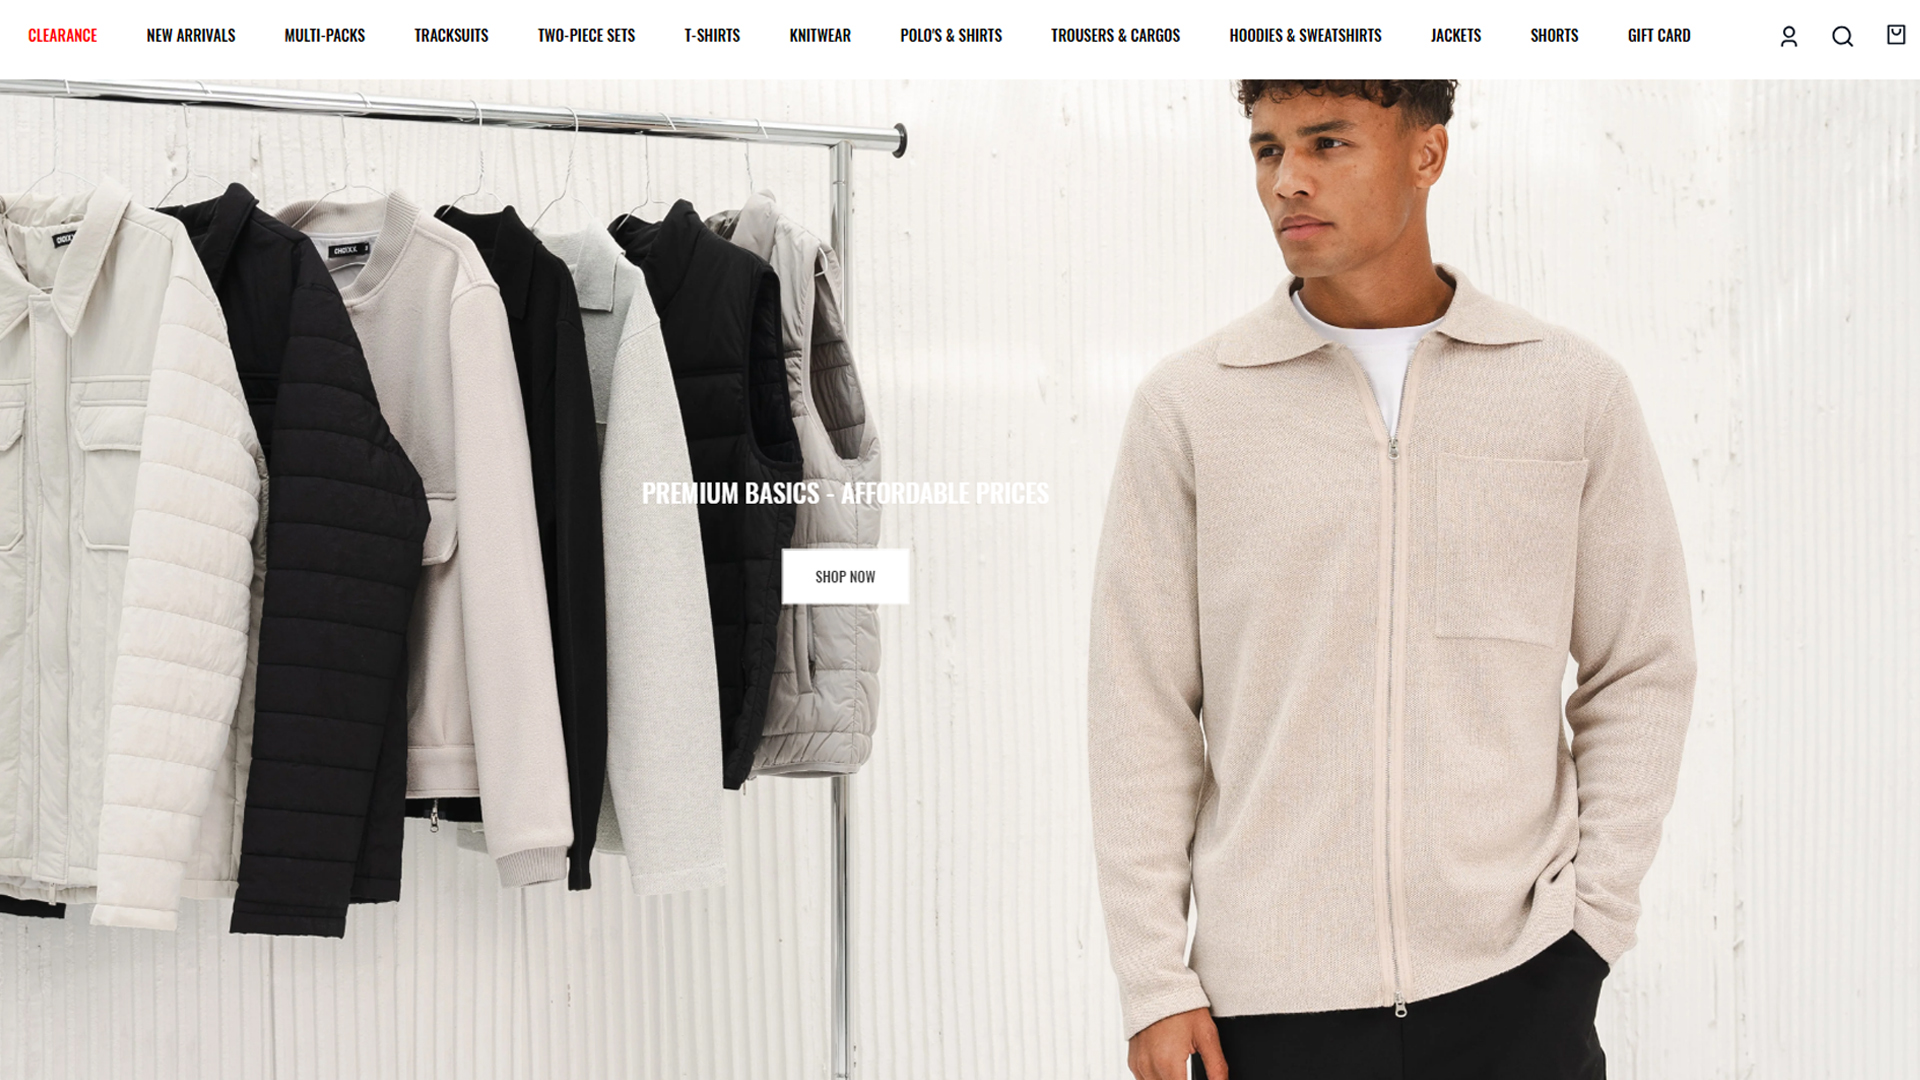 CLEARANCE NEW ARRIVALS MULTI-PACKS TRACKSUITS TWO-PIECE SETS T-SHIRTS KNITWEAR POLO'S & SHIRTS TROUSERS & CARGOS HOODIES & SWEATSHIRTS JACKETS SHORTS GIFT CARD
PREMIUM BASICS - AFFORDABLE PRICES
SHOP NOW